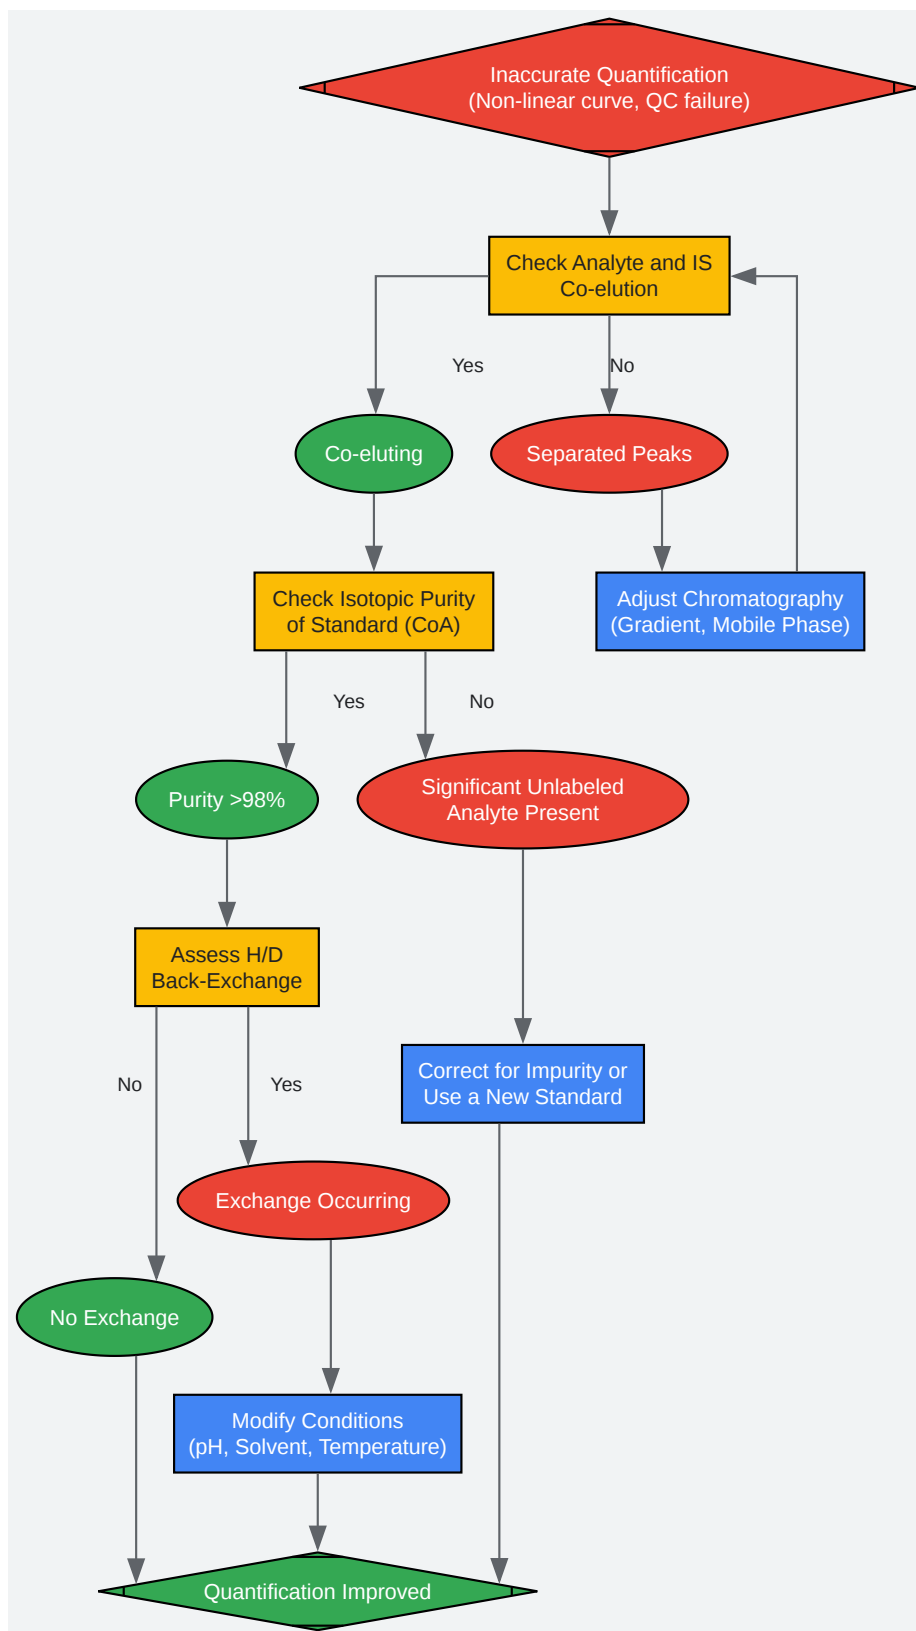 Inaccurate Quantification
(Non-linear curve, QC failure)
Check Analyte and IS
Co-elution
Yes
No
Co-eluting
Separated Peaks
Check Isotopic Purity
of Standard (CoA)
Adjust Chromatography
(Gradient, Mobile Phase)
Yes
No
Purity >98%
Significant Unlabeled
Analyte Present
Assess H/D
Back-Exchange
No
Yes
Correct for Impurity or
Use a New Standard
Exchange Occurring
No Exchange
Modify Conditions
(pH, Solvent, Temperature)
Quantification Improved